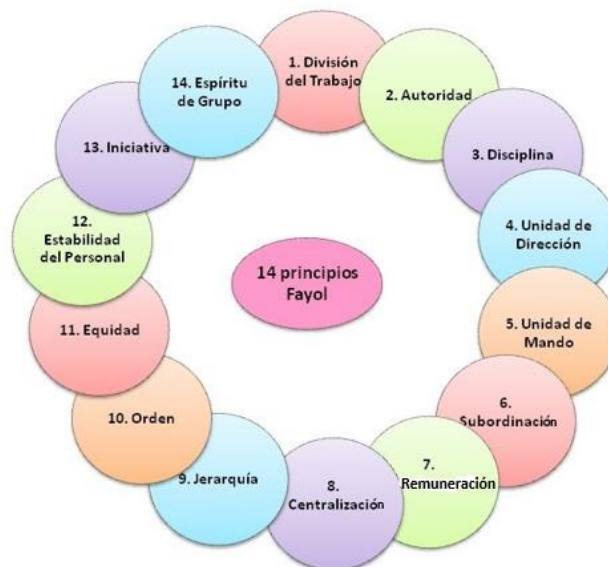 1. División
del Trabajo
2. Autoridad
3. Disciplina
4. Unidad de
Dirección
5. Unidad de
Mando
6.
Subordinación
7.
Remuneración
8.
Centralización
9. Jerarquía
10. Orden
11. Equidad
12.
Estabilidad
del Personal
13. Iniciativa
14. Espíritu
de Grupo
14 principios
Fayol